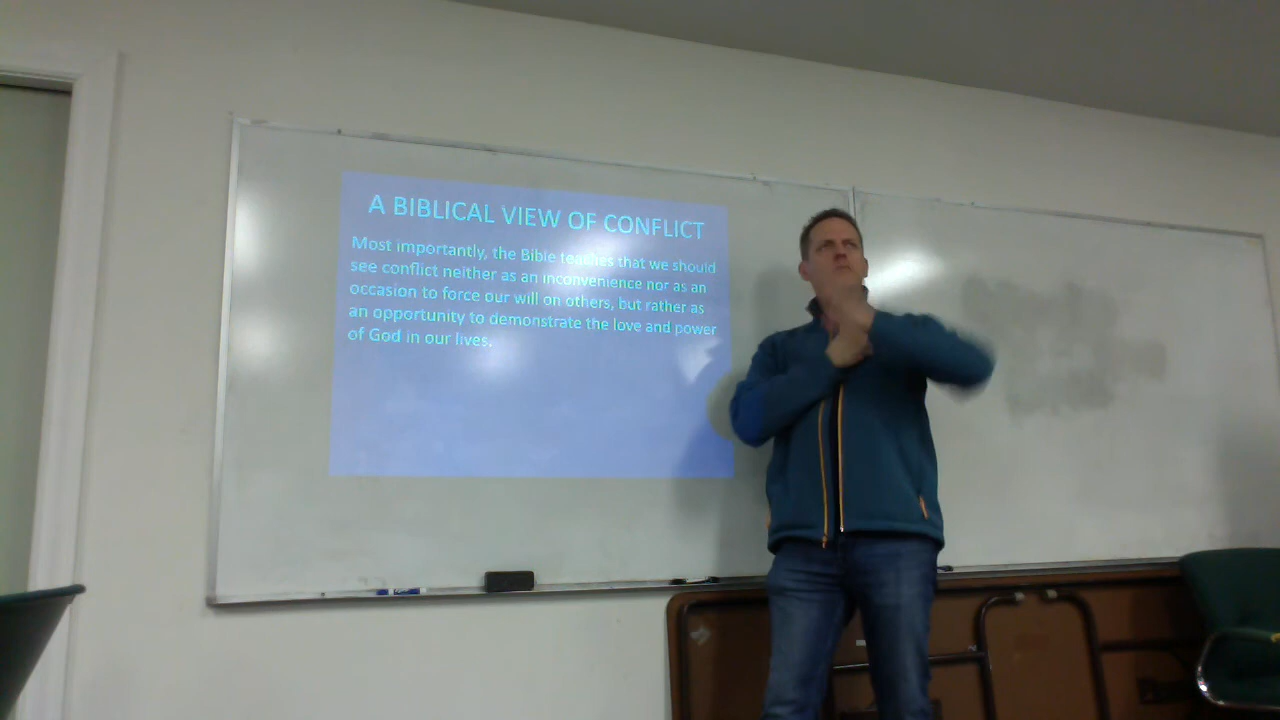 A BIBLICAL VIEW OF CONFLICT
Most importantly, the Bible teaches that we should
see conflict neither as an inconvenience nor as an
occasion to force our will on others, but rather as
an opportunity to demonstrate the love and power
of God in our lives.